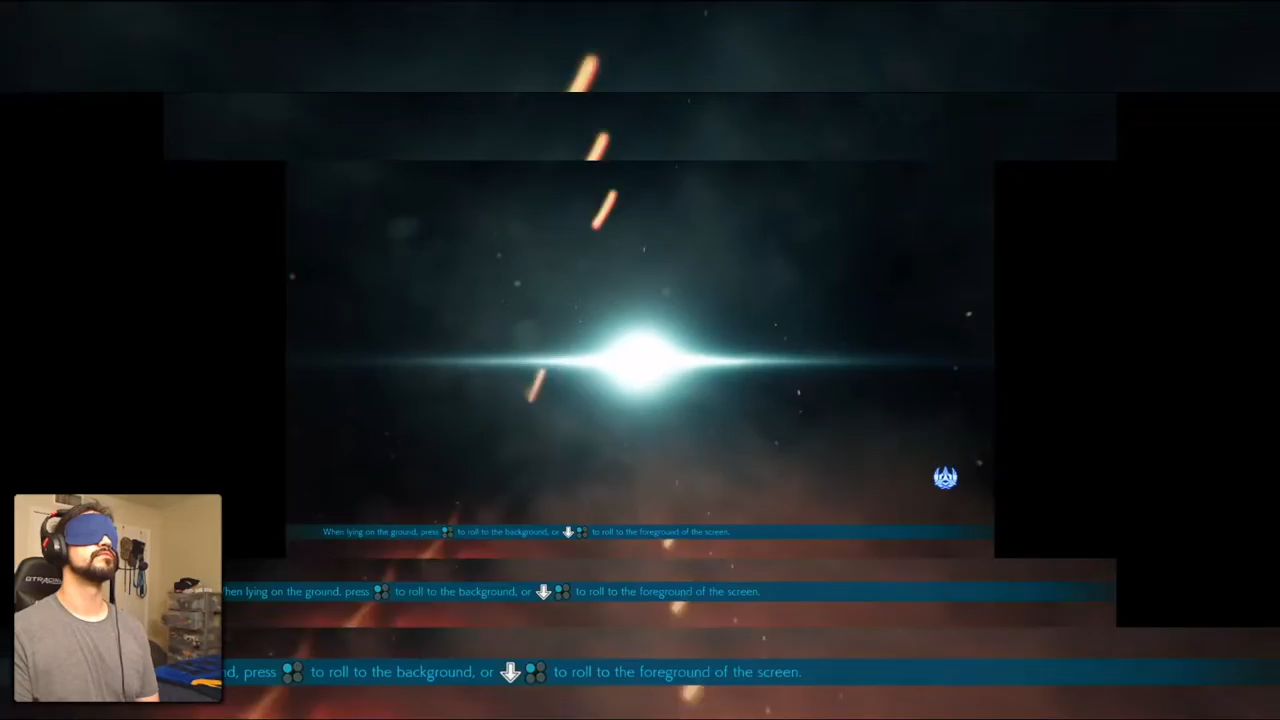 When lying on the ground, press to roll to the background, or to roll to the foreground of the screen.
hen lying on the ground, press to roll to the background, or to roll to the foreground of the screen.
nd, press to roll to the background, or to roll to the foreground of the screen.